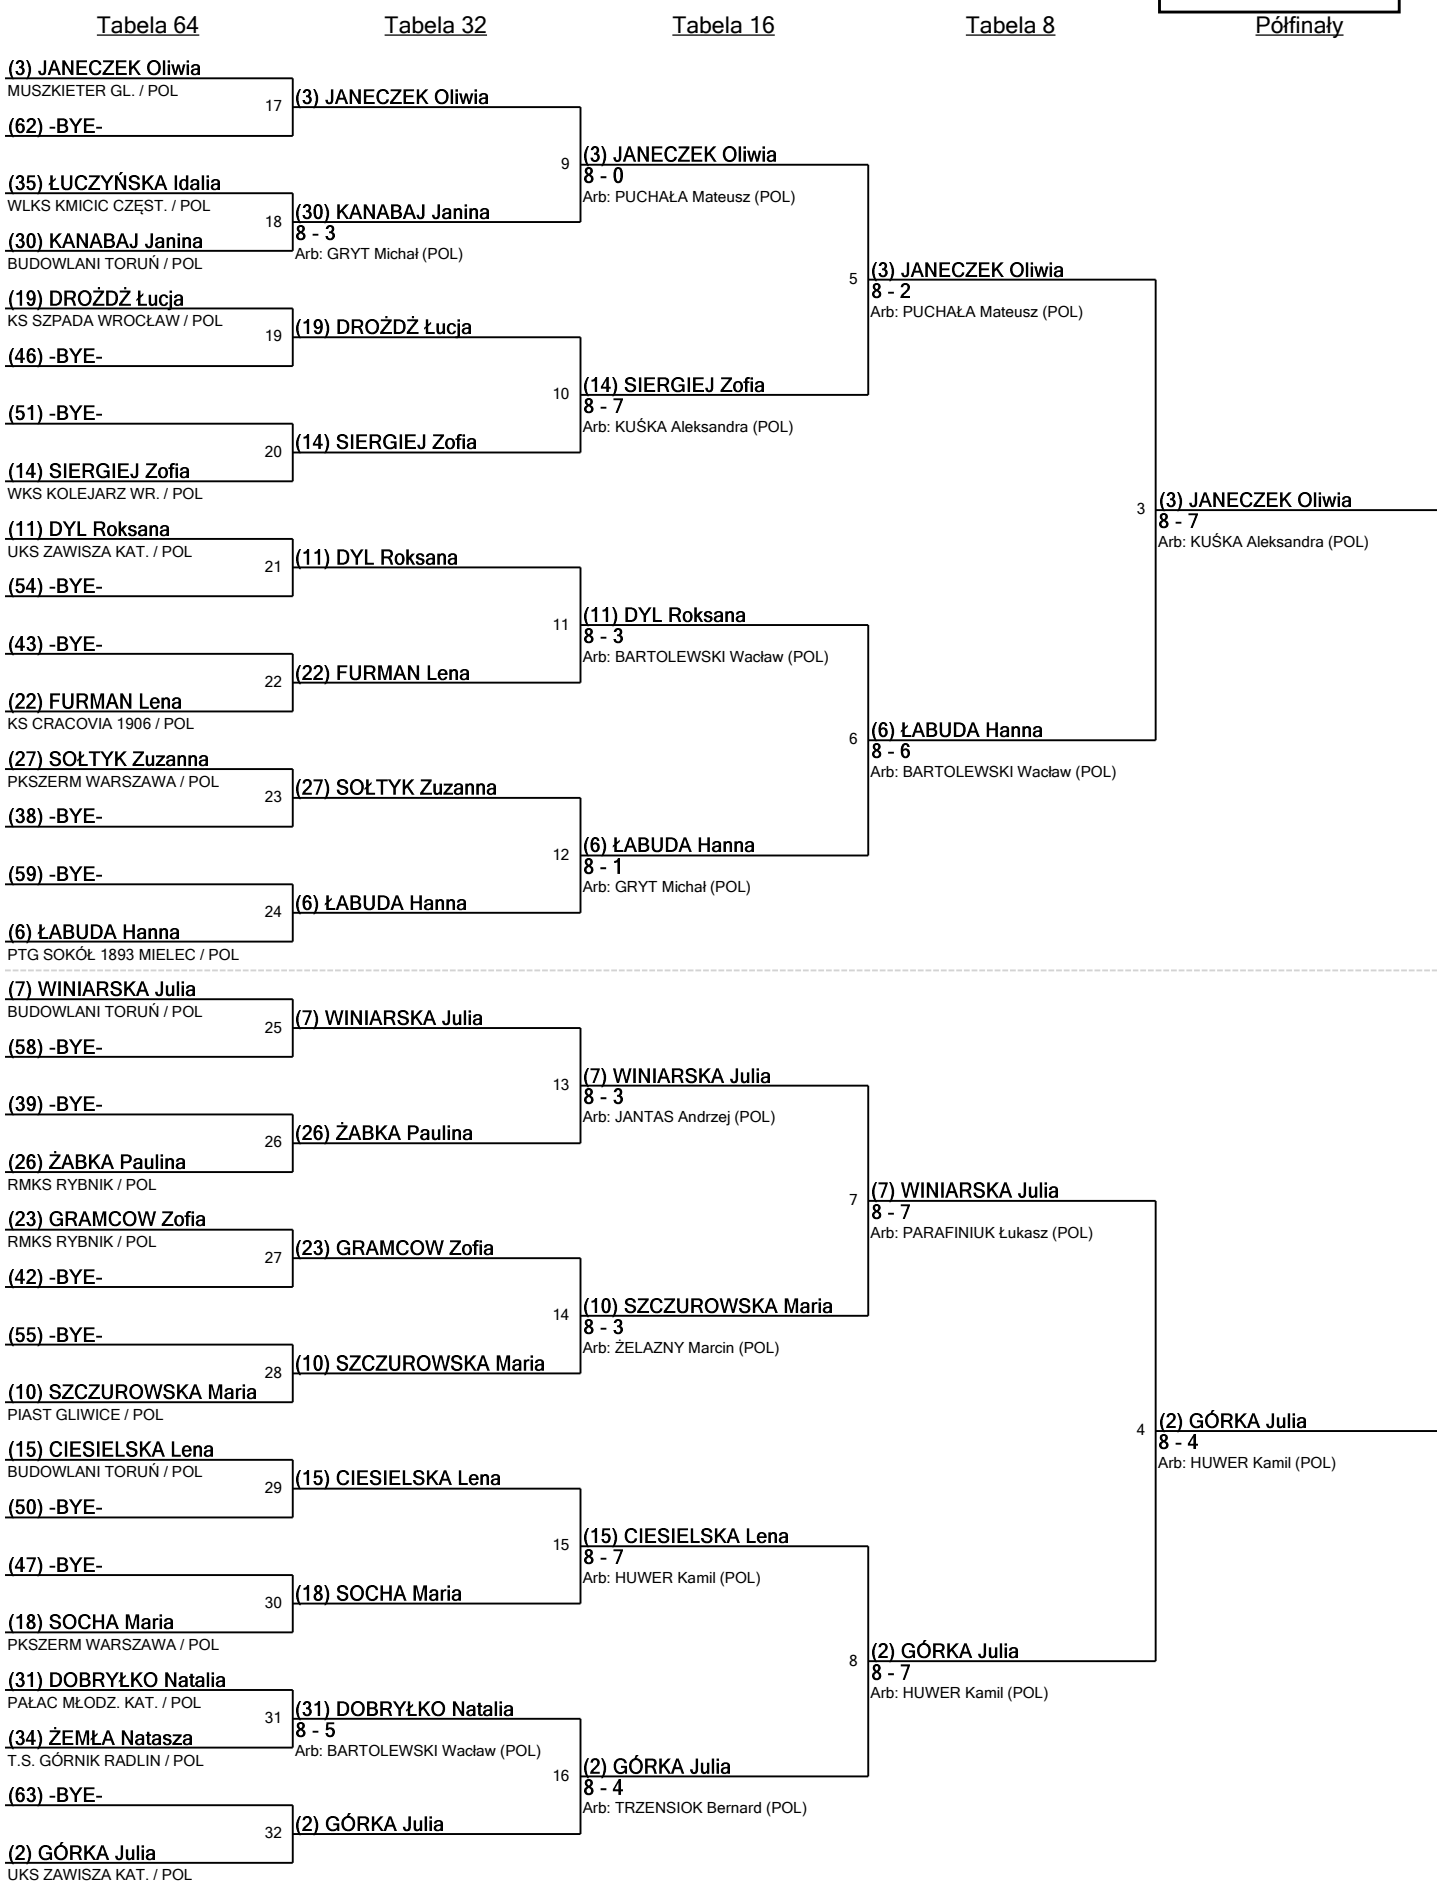 Tabela 64
Tabela 32
Tabela 16
Tabela 8
Półfinały
(3) JANECZEK Oliwia
MUSZKIETER GL. / POL
17
(62) -BYE-
(35) ŁUCZYŃSKA Idalia
WLKS KMICIC CZĘST. / POL
18
(30) KANABAJ Janina
BUDOWLANI TORUŃ / POL
(19) DROŻDŻ Łucja
KS SZPADA WROCŁAW / POL
19
(46) -BYE-
(51) -BYE-
20
(14) SIERGIEJ Zofia
WKS KOLEJARZ WR. / POL
(11) DYL Roksana
UKS ZAWISZA KAT. / POL
21
(54) -BYE-
(43) -BYE-
22
(22) FURMAN Lena
KS CRACOVIA 1906 / POL
(27) SOŁTYK Zuzanna
PKSZERM WARSZAWA / POL
23
(38) -BYE-
(59) -BYE-
24
(6) ŁABUDA Hanna
PTG SOKÓŁ 1893 MIELEC / POL
(7) WINIARSKA Julia
BUDOWLANI TORUŃ / POL
25
(58) -BYE-
(39) -BYE-
26
(26) ŻABKA Paulina
RMKS RYBNIK / POL
(23) GRAMCOW Zofia
RMKS RYBNIK / POL
27
(42) -BYE-
(55) -BYE-
28
(10) SZCZUROWSKA Maria
PIAST GLIWICE / POL
(15) CIESIELSKA Lena
BUDOWLANI TORUŃ / POL
29
(50) -BYE-
(47) -BYE-
30
(18) SOCHA Maria
PKSZERM WARSZAWA / POL
(31) DOBRYŁKO Natalia
PAŁAC MŁODZ. KAT. / POL
31
(34) ŻEMŁA Natasza
T.S. GÓRNIK RADLIN / POL
(63) -BYE-
32
(2) GÓRKA Julia
UKS ZAWISZA KAT. / POL
(3) JANECZEK Oliwia
9
(30) KANABAJ Janina
8 - 3
Arb: GRYT Michał (POL)
(19) DROŻDŻ Łucja
10
(14) SIERGIEJ Zofia
(11) DYL Roksana
11
(22) FURMAN Lena
(27) SOŁTYK Zuzanna
12
(6) ŁABUDA Hanna
(7) WINIARSKA Julia
13
(26) ŻABKA Paulina
(23) GRAMCOW Zofia
14
(10) SZCZUROWSKA Maria
(15) CIESIELSKA Lena
15
(18) SOCHA Maria
(31) DOBRYŁKO Natalia
8 - 5
Arb: BARTOLEWSKI Wacław (POL)
16
(2) GÓRKA Julia
(3) JANECZEK Oliwia
8 - 0
Arb: PUCHAŁA Mateusz (POL)
5
(14) SIERGIEJ Zofia
8 - 7
Arb: KUŚKA Aleksandra (POL)
(11) DYL Roksana
8 - 3
Arb: BARTOLEWSKI Wacław (POL)
6
(6) ŁABUDA Hanna
8 - 1
Arb: GRYT Michał (POL)
(7) WINIARSKA Julia
8 - 3
Arb: JANTAS Andrzej (POL)
7
(10) SZCZUROWSKA Maria
8 - 3
Arb: ŻELAZNY Marcin (POL)
(15) CIESIELSKA Lena
8 - 7
Arb: HUWER Kamil (POL)
8
(2) GÓRKA Julia
8 - 4
Arb: TRZENSIOK Bernard (POL)
(3) JANECZEK Oliwia
8 - 2
Arb: PUCHAŁA Mateusz (POL)
3
(6) ŁABUDA Hanna
8 - 6
Arb: BARTOLEWSKI Wacław (POL)
(7) WINIARSKA Julia
8 - 7
Arb: PARAFINIUK Łukasz (POL)
4
(2) GÓRKA Julia
8 - 7
Arb: HUWER Kamil (POL)
(3) JANECZEK Oliwia
8 - 7
Arb: KUŚKA Aleksandra (POL)
(2) GÓRKA Julia
8 - 4
Arb: HUWER Kamil (POL)